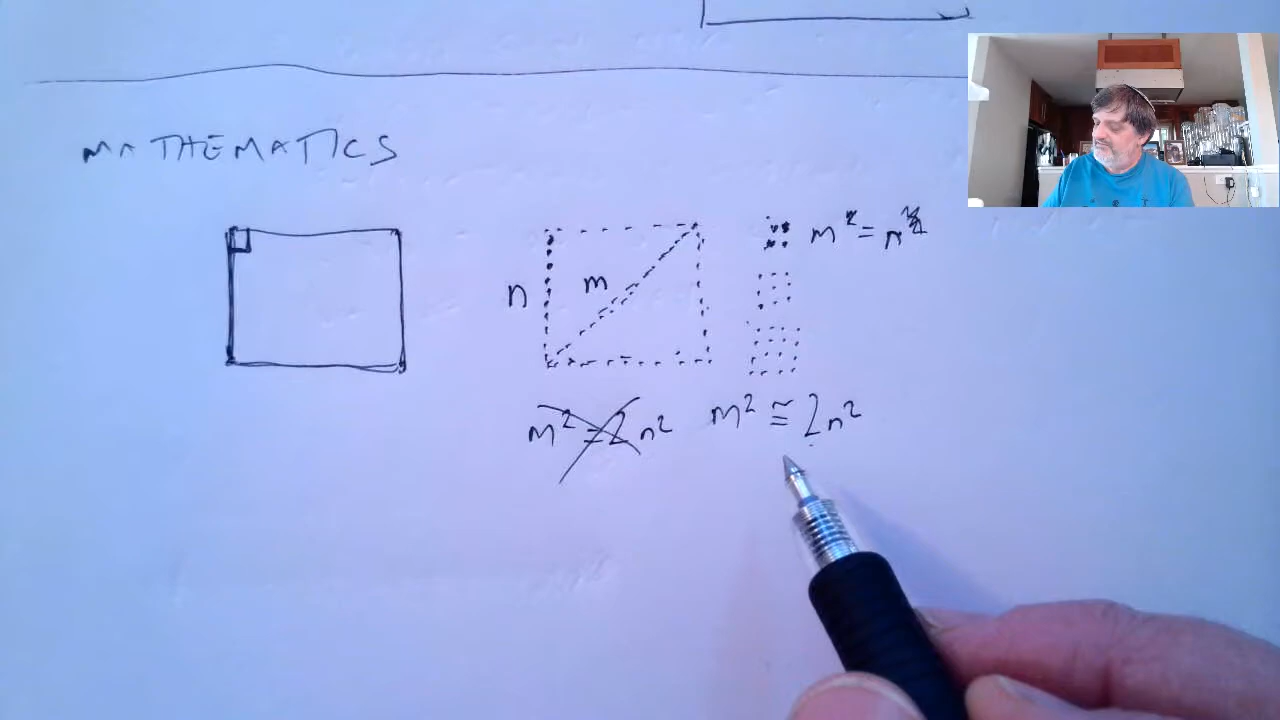 MATHEMATICS
n
m
m² = n²
m² = 2n²
m² ≅ 2n²